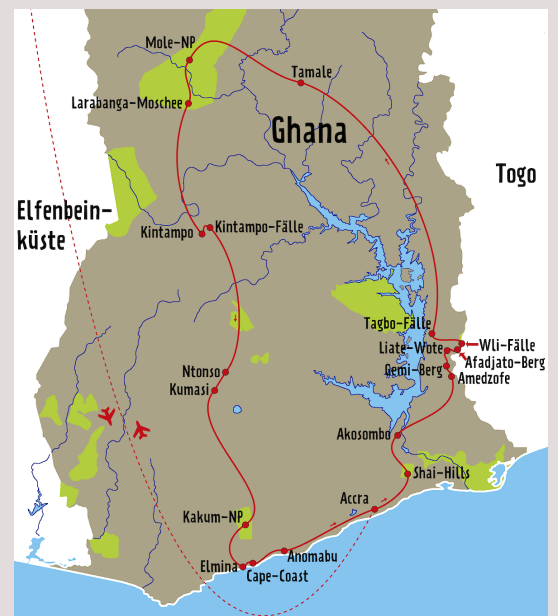 Mole-NP
Tamale
Larabanga-Moschee
Ghana
Togo
Elfenbein-
küste
Kintampo
Kintampo-Fälle
Tagbo-Fälle
Wli-Fälle
Liate-Wote
Afadjato-Berg
Gemi-Berg
Amedzofe
Ntonso
Kumasi
Akosombo
Shai-Hills
Accra
Kakum-NP
Anomabu
Elmina
Cape-Coast